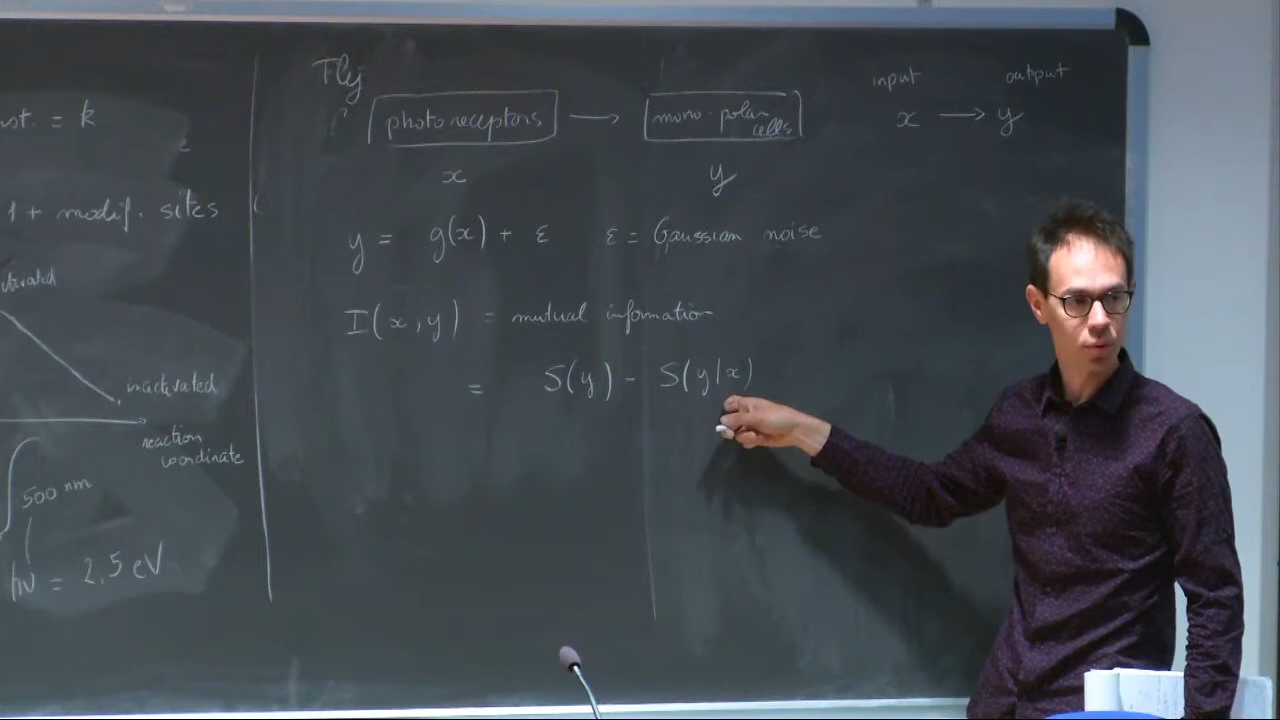 st. = k
1 + modif. sites
inactivated
reaction
coordinate
500 nm
hν = 2.5 eV
Fly
photoreceptors → mono-polar
cells
x y
y = g(x) + ε ε = Gaussian noise
I(x,y) = mutual information
= S(y) - S(y|x)
input output
x → y